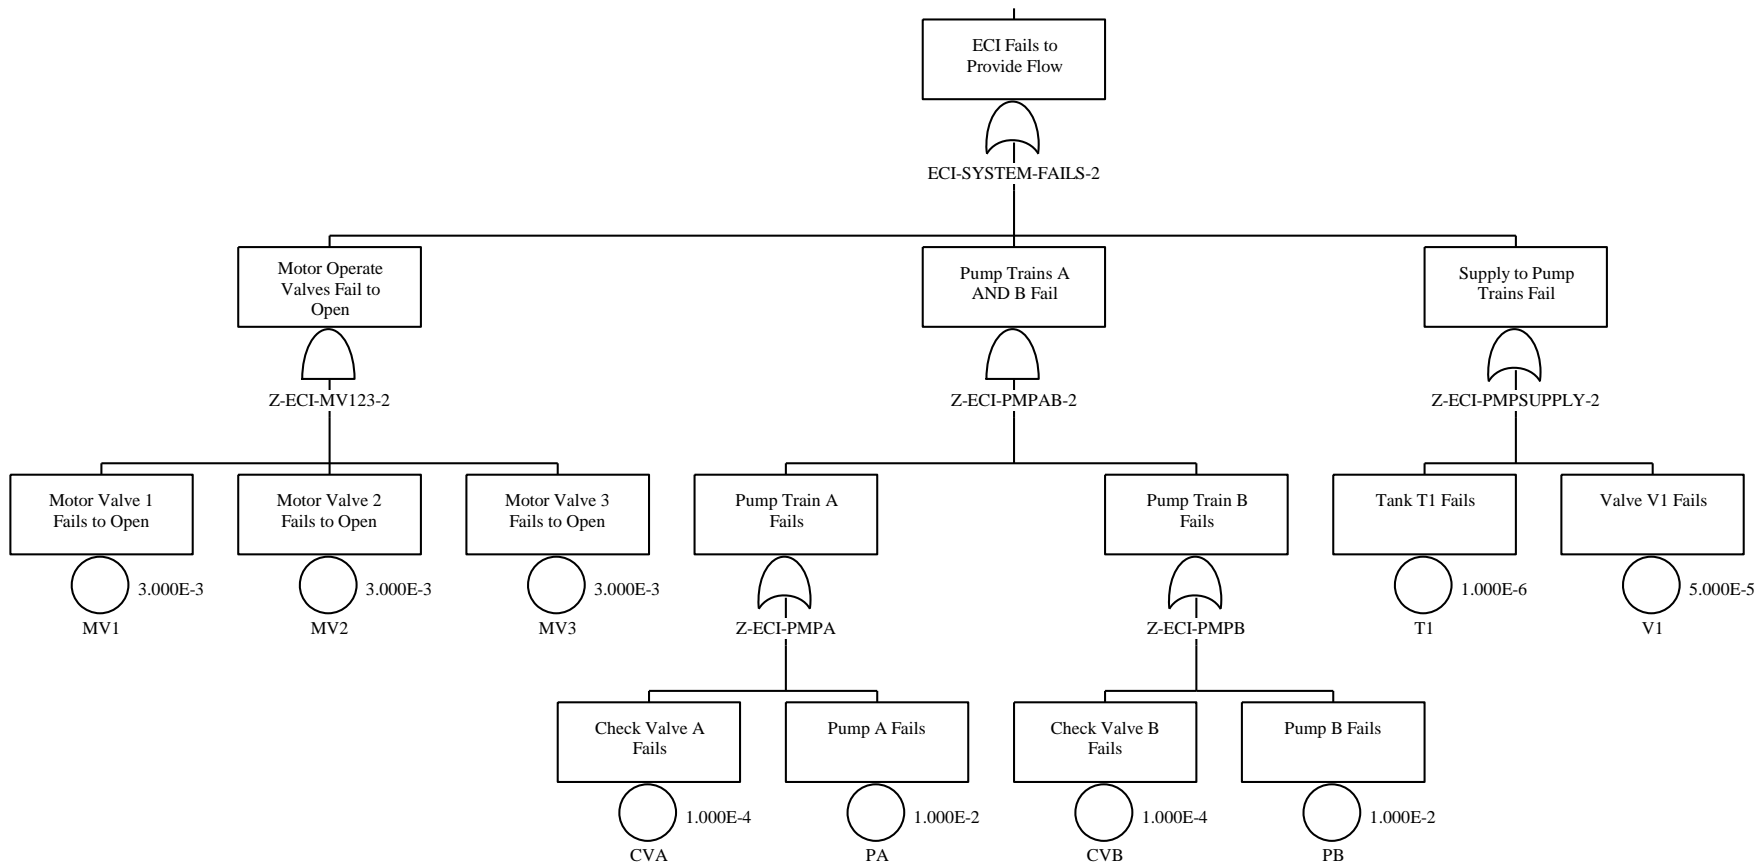 ECI Fails to
Provide Flow
ECI-SYSTEM-FAILS-2
Motor Operate
Valves Fail to
Open
Z-ECI-MV123-2
Pump Trains A
AND B Fail
Z-ECI-PMPAB-2
Supply to Pump
Trains Fail
Z-ECI-PMPSUPPLY-2
Motor Valve 1
Fails to Open
3.000E-3
MV1
Motor Valve 2
Fails to Open
3.000E-3
MV2
Motor Valve 3
Fails to Open
3.000E-3
MV3
Pump Train A
Fails
Z-ECI-PMPA
Pump Train B
Fails
Z-ECI-PMPB
Tank T1 Fails
1.000E-6
T1
Valve V1 Fails
5.000E-5
V1
Check Valve A
Fails
1.000E-4
CVA
Pump A Fails
1.000E-2
PA
Check Valve B
Fails
1.000E-4
CVB
Pump B Fails
1.000E-2
PB